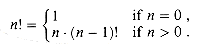 n! = { 1 if n = 0 ,
n · (n − 1)! if n > 0 .